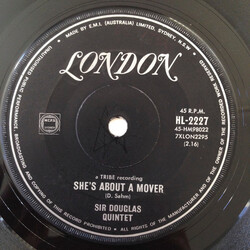 MADE BY E.M.I. (AUSTRALIA) LIMITED, SYDNEY, N.S.W.
LONDON
45 R.P.M.
HL-2227
45-HMP98022
7XLON2295
(2.16)
a TRIBE recording
SHE'S ABOUT A MOVER
(D. Sahm)
SIR DOUGLAS
QUINTET
UNAUTHORISED PUBLIC PERFORMANCE, BROADCASTING AND COPYING OF THIS RECORD PROHIBITED • ALL RIGHTS OF THE MANUFACTURER AND OF THE OWNER OF THE RECORDED WORK RESERVED